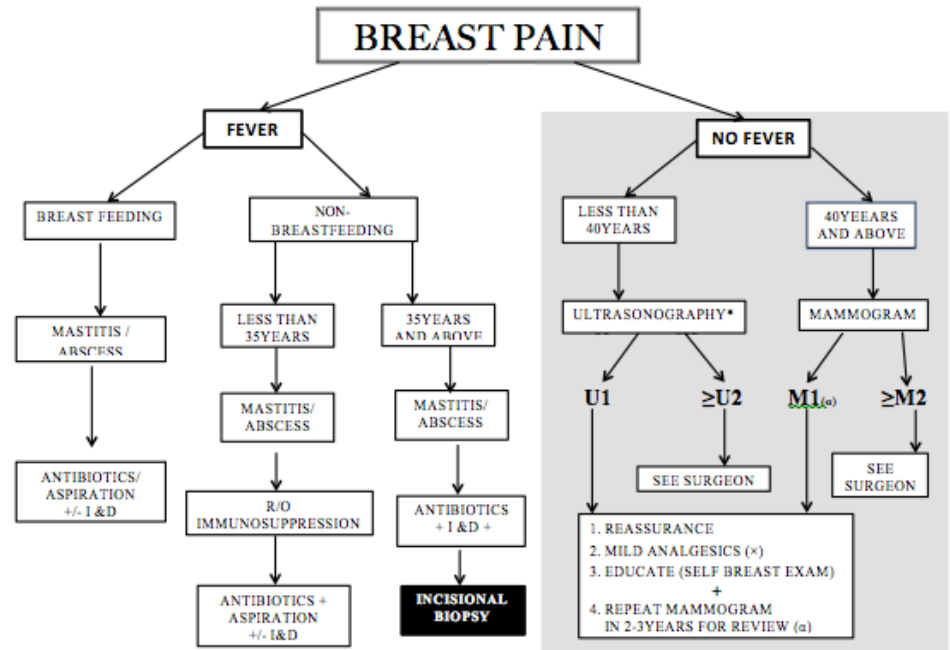 BREAST PAIN
FEVER
NO FEVER
BREAST FEEDING
NON-
BREASTFEEDING
LESS THAN
40YEARS
40YEEARS
AND ABOVE
MASTITIS /
ABSCESS
LESS THAN
35YEARS
35YEARS
AND ABOVE
ULTRASONOGRAPHY*
MAMMOGRAM
MASTITIS/
ABSCESS
MASTITIS/
ABSCESS
U1
≥U2
M1(α)
≥M2
ANTIBIOTICS/
ASPIRATION
+/- I &D
R/O
IMMUNOSUPPRESSION
ANTIBIOTICS
+ I&D +
SEE SURGEON
SEE
SURGEON
ANTIBIOTICS +
ASPIRATION
+/- I&D
INCISIONAL
BIOPSY
1. REASSURANCE
2. MILD ANALGESICS (×)
3. EDUCATE (SELF BREAST EXAM)
+
4. REPEAT MAMMOGRAM
IN 2-3YEARS FOR REVIEW (α)